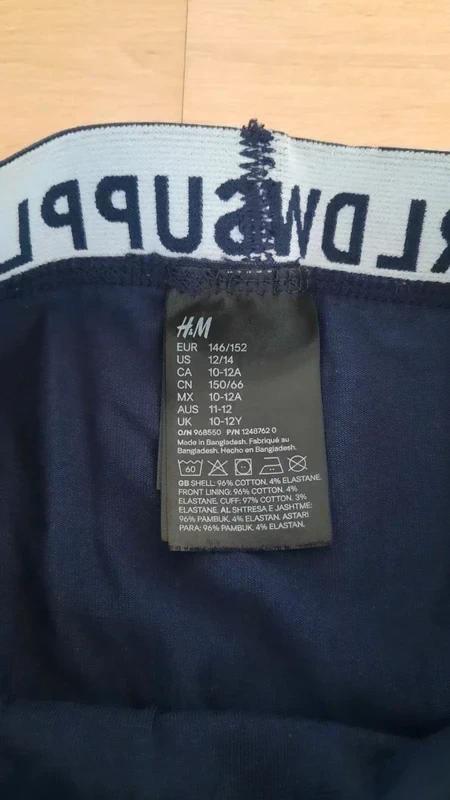 SUPPL RLDW
H&M
EUR 146/152
US 12/14
CA 10-12A
CN 150/66
MX 10-12A
AUS 11-12
UK 10-12Y
O/N 968550 P/N 1248762 0
Made in Bangladesh. Fabriqué au
Bangladesh. Hecho en Bangladesh.
60
GB SHELL: 96% COTTON. 4% ELASTANE.
FRONT LINING: 96% COTTON. 4%
ELASTANE. CUFF: 97% COTTON. 3%
ELASTANE. AL SHTRESA E JASHTME:
96% PAMBUK. 4% ELASTAN. ASTARI
PARA: 96% PAMBUK. 4% ELASTAN.